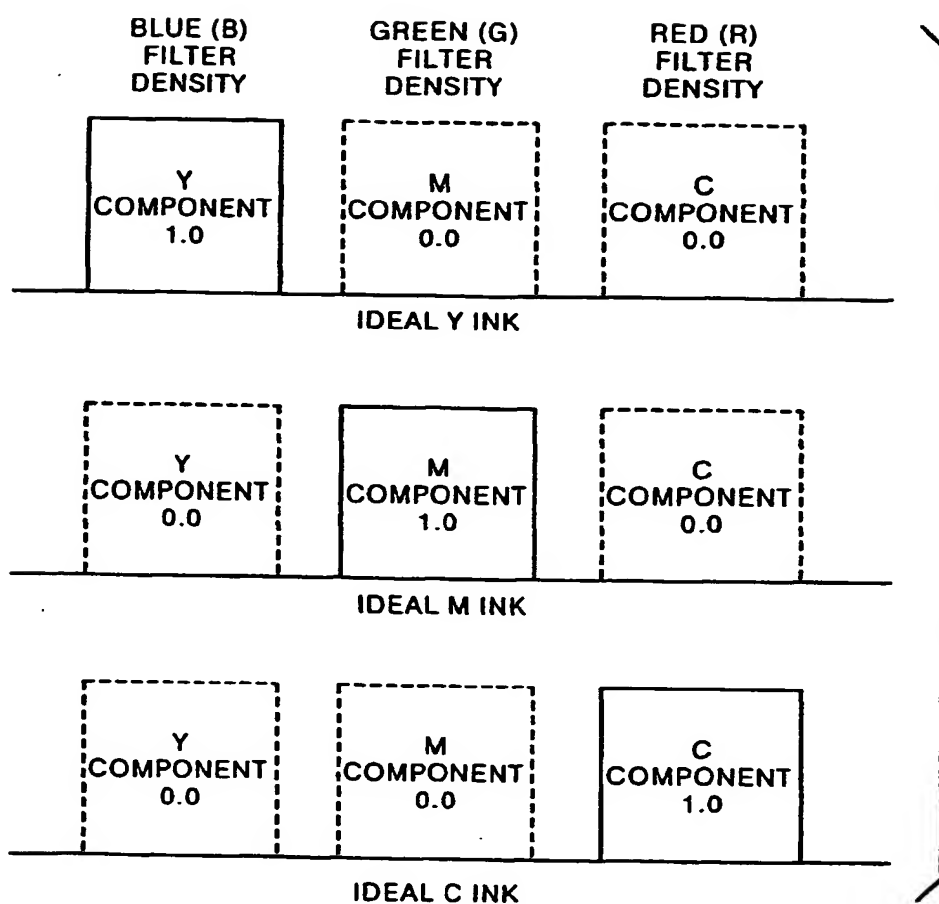 BLUE (B)
FILTER
DENSITY
GREEN (G)
FILTER
DENSITY
RED (R)
FILTER
DENSITY
Y
COMPONENT
1.0
M
COMPONENT
0.0
C
COMPONENT
0.0
IDEAL Y INK
Y
COMPONENT
0.0
M
COMPONENT
1.0
C
COMPONENT
0.0
IDEAL M INK
Y
COMPONENT
0.0
M
COMPONENT
0.0
C
COMPONENT
1.0
IDEAL C INK